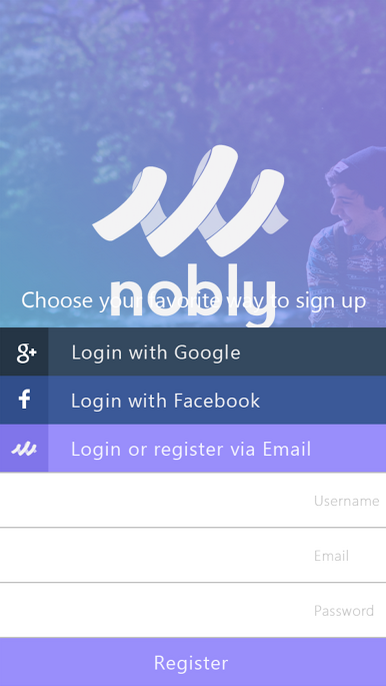 nobly
Choose your favorite way to sign up
g+ Login with Google
f Login with Facebook
Login or register via Email
Username
Email
Password
Register